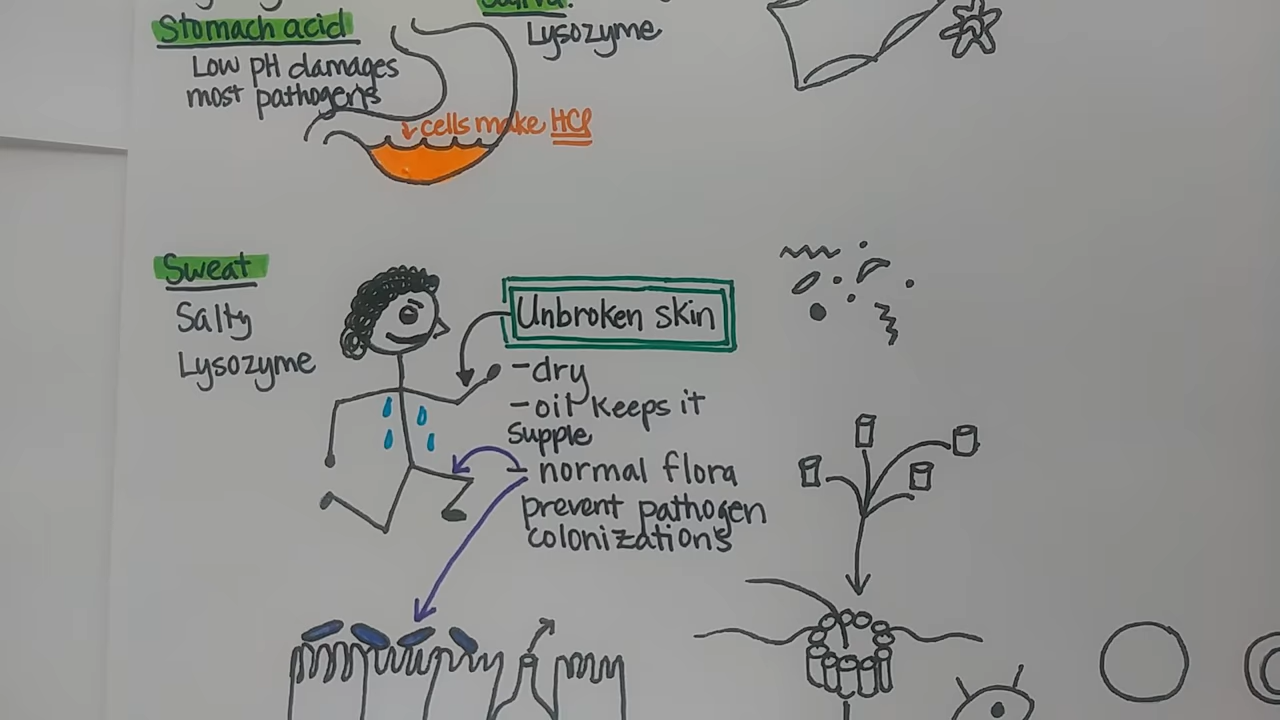 Stomach acid
Low pH damages
most pathogens
Lysozyme
cells make HCl
Sweat
Salty
Lysozyme
Unbroken skin
-dry
-oil keeps it
supple
- normal flora
prevent pathogen
colonizations